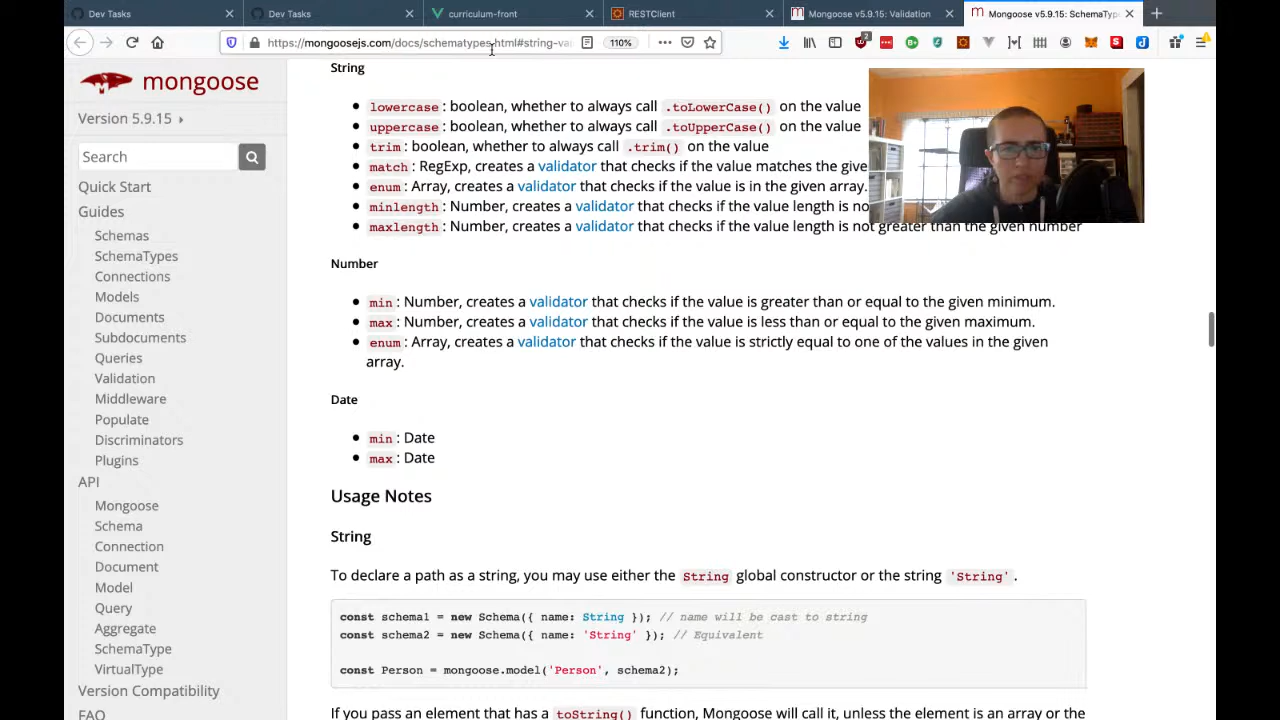 Dev Tasks
Dev Tasks
curriculum-front
RESTClient
Mongoose v5.9.15: Validation
Mongoose v5.9.15: SchemaTyp
https://mongoosejs.com/docs/schematypes.html#string-va
110%
2
mongoose
Version 5.9.15
Search
Quick Start
Guides
Schemas
SchemaTypes
Connections
Models
Documents
Subdocuments
Queries
Validation
Middleware
Populate
Discriminators
Plugins
API
Mongoose
Schema
Connection
Document
Model
Query
Aggregate
SchemaType
VirtualType
Version Compatibility
FAQ
String
lowercase: boolean, whether to always call .toLowerCase() on the value
uppercase: boolean, whether to always call .toUpperCase() on the value
trim: boolean, whether to always call .trim() on the value
match: RegExp, creates a validator that checks if the value matches the give
enum: Array, creates a validator that checks if the value is in the given array.
minlength: Number, creates a validator that checks if the value length is no
maxlength: Number, creates a validator that checks if the value length is not greater than the given number
Number
min: Number, creates a validator that checks if the value is greater than or equal to the given minimum.
max: Number, creates a validator that checks if the value is less than or equal to the given maximum.
enum: Array, creates a validator that checks if the value is strictly equal to one of the values in the given
array.
Date
min: Date
max: Date
Usage Notes
String
To declare a path as a string, you may use either the String global constructor or the string 'String'.
const schema1 = new Schema({ name: String }); // name will be cast to string
const schema2 = new Schema({ name: 'String' }); // Equivalent
const Person = mongoose.model('Person', schema2);
If you pass an element that has a toString() function, Mongoose will call it, unless the element is an array or the